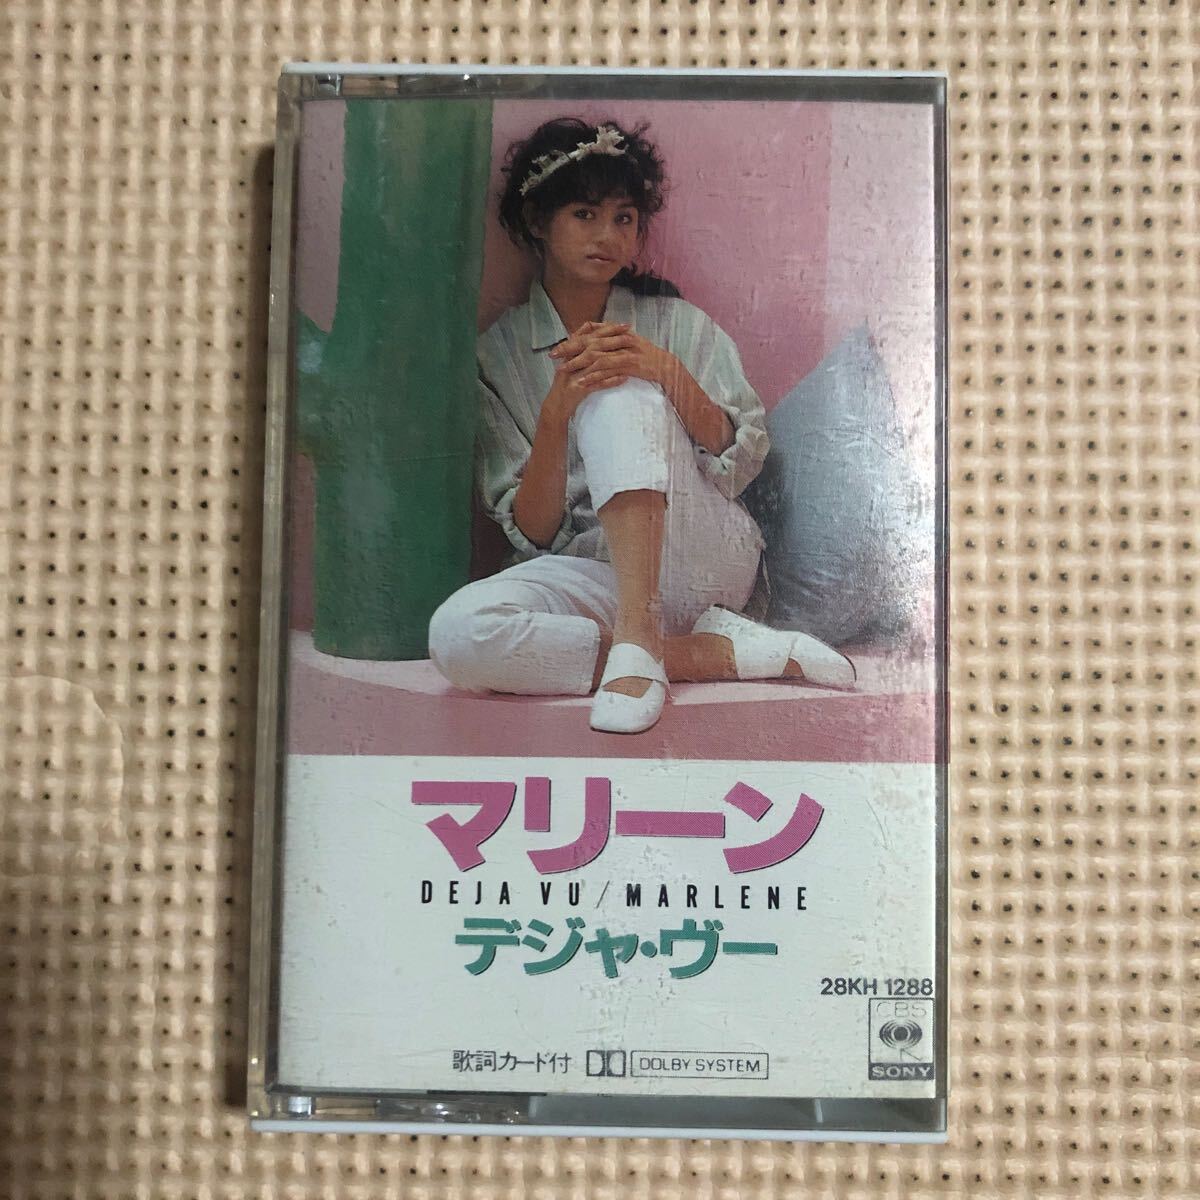 マリーン
DEJA VU / MARLENE
デジャ・ヴー
28KH 1288
CBS
SONY
歌詞カード付 DOLBY SYSTEM